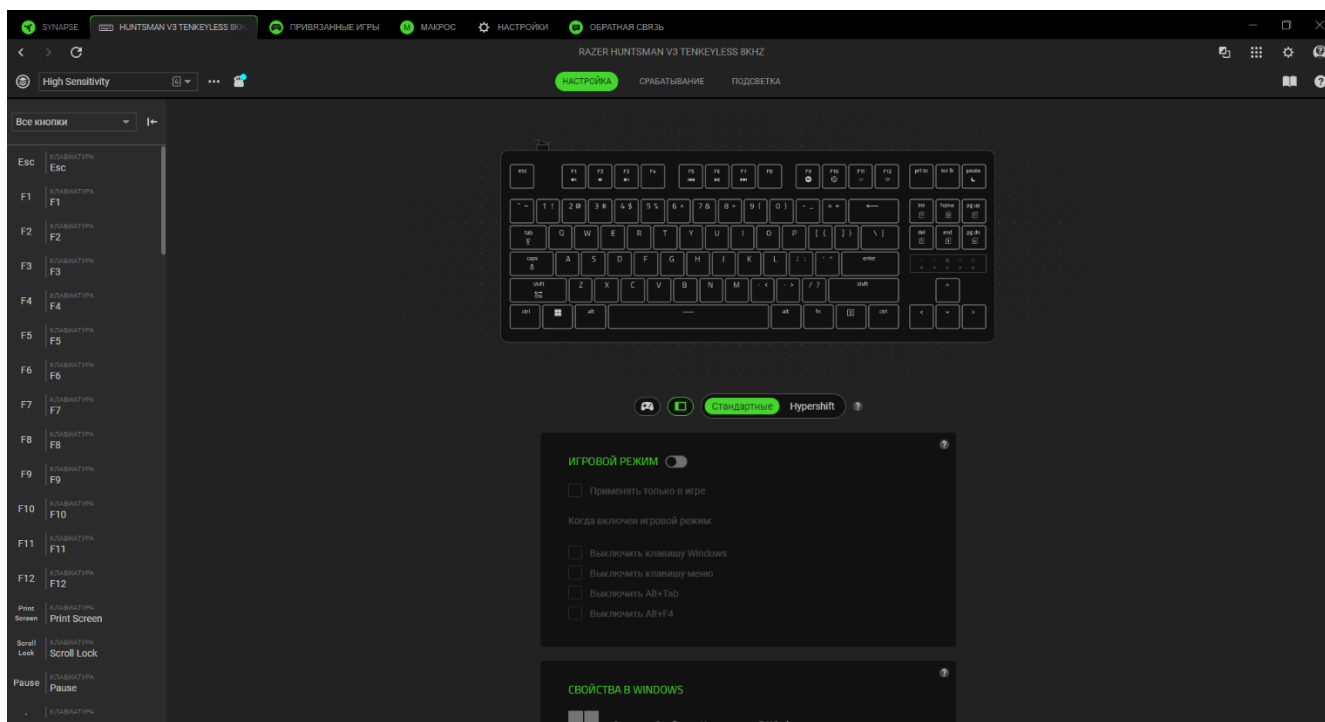 SYNAPSE HUNTSMAN V3 TENKEYLESS 8KH ПРИВЯЗАННЫЕ ИГРЫ M МАКРОС НАСТРОЙКИ ОБРАТНАЯ СВЯЗЬ
RAZER HUNTSMAN V3 TENKEYLESS 8KHZ
High Sensitivity НАСТРОЙКА СРАБАТЫВАНИЕ ПОДСВЕТКА
Все кнопки
Esc КЛАВИАТУРА
Esc
F1 КЛАВИАТУРА
F1
F2 КЛАВИАТУРА
F2
F3 КЛАВИАТУРА
F3
F4 КЛАВИАТУРА
F4
F5 КЛАВИАТУРА
F5
F6 КЛАВИАТУРА
F6
F7 КЛАВИАТУРА
F7
F8 КЛАВИАТУРА
F8
F9 КЛАВИАТУРА
F9
F10 КЛАВИАТУРА
F10
F11 КЛАВИАТУРА
F11
F12 КЛАВИАТУРА
F12
Print Screen КЛАВИАТУРА
Print Screen
Scroll Lock КЛАВИАТУРА
Scroll Lock
Pause КЛАВИАТУРА
Pause
КЛАВИАТУРА
esc F1 F2 F3 F4 F5 F6 F7 F8 F9 F10 F11 F12 prt sc scr lk pause
~ - 1 ! 2 @ 3 # 4 $ 5 % 6 ^ 7 & 8 * 9 ( 0 ) - _ = + ins home pg up
tab Q W E R T Y U I O P [ { ] } \ | del end pg dn
caps A S D F G H J K L ; : ' " enter
shift Z X C V B N M , < . > / ? shift
ctrl alt alt fn ctrl
Стандартные Hypershift ?
ИГРОВОЙ РЕЖИМ ?
Применять только в игре
Когда включен игровой режим:
Выключить клавишу Windows
Выключить клавишу меню
Выключить Alt+Tab
Выключить Alt+F4
СВОЙСТВА В WINDOWS ?